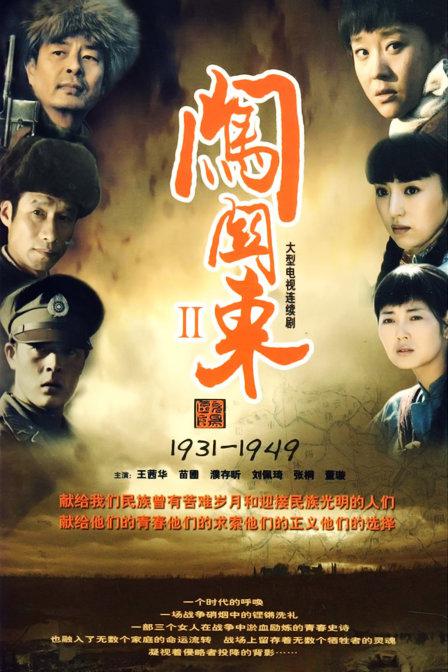 闖關東
II
大型电视连续剧
1931-1949
主演：王茜华 苗圃 濮存昕 刘佩琦 张桐 董璇
献给我们民族曾有苦难岁月和迎接民族光明的人们
献给他们的青春他们的求索他们的正义他们的选择
一个时代的呼唤
一场战争硝烟中的铿锵洗礼
一部三个女人在战争中淤血励炼的青春史诗
也融入了无数个家庭的命运流转 战场上留存着无数个牺牲者的灵魂
凝视着侵略者投降的背影……